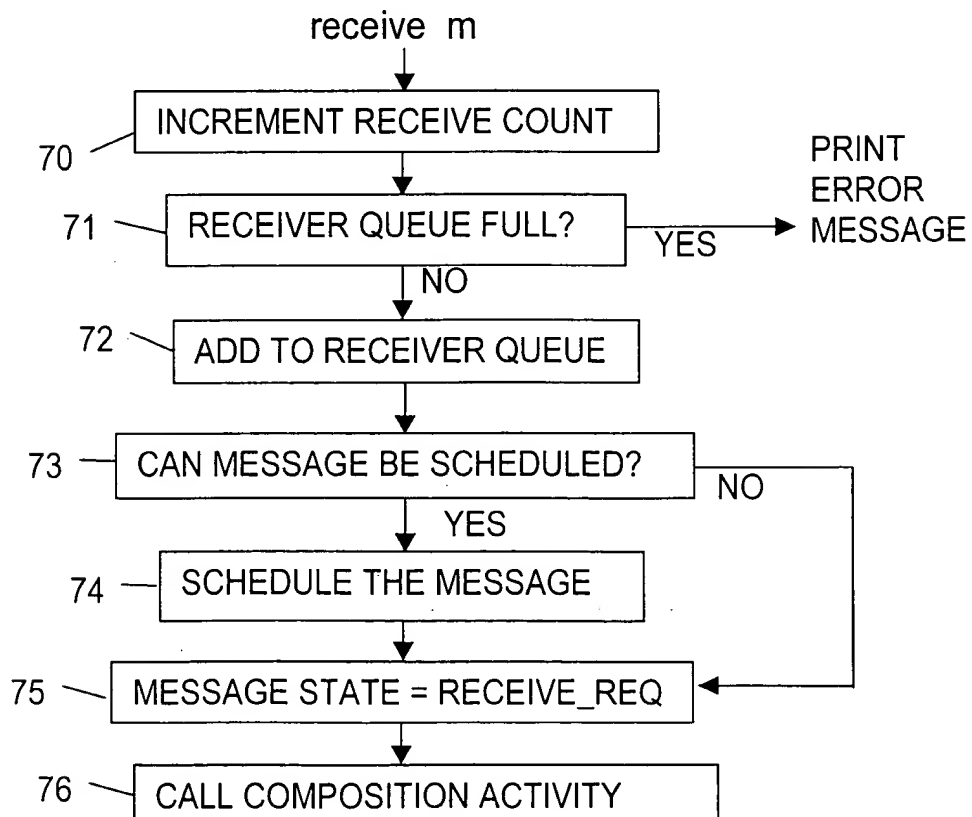 receive m
70
INCREMENT RECEIVE COUNT
71
RECEIVER QUEUE FULL?
YES
PRINT
ERROR
MESSAGE
NO
72
ADD TO RECEIVER QUEUE
73
CAN MESSAGE BE SCHEDULED?
NO
YES
74
SCHEDULE THE MESSAGE
75
MESSAGE STATE = RECEIVE_REQ
76
CALL COMPOSITION ACTIVITY